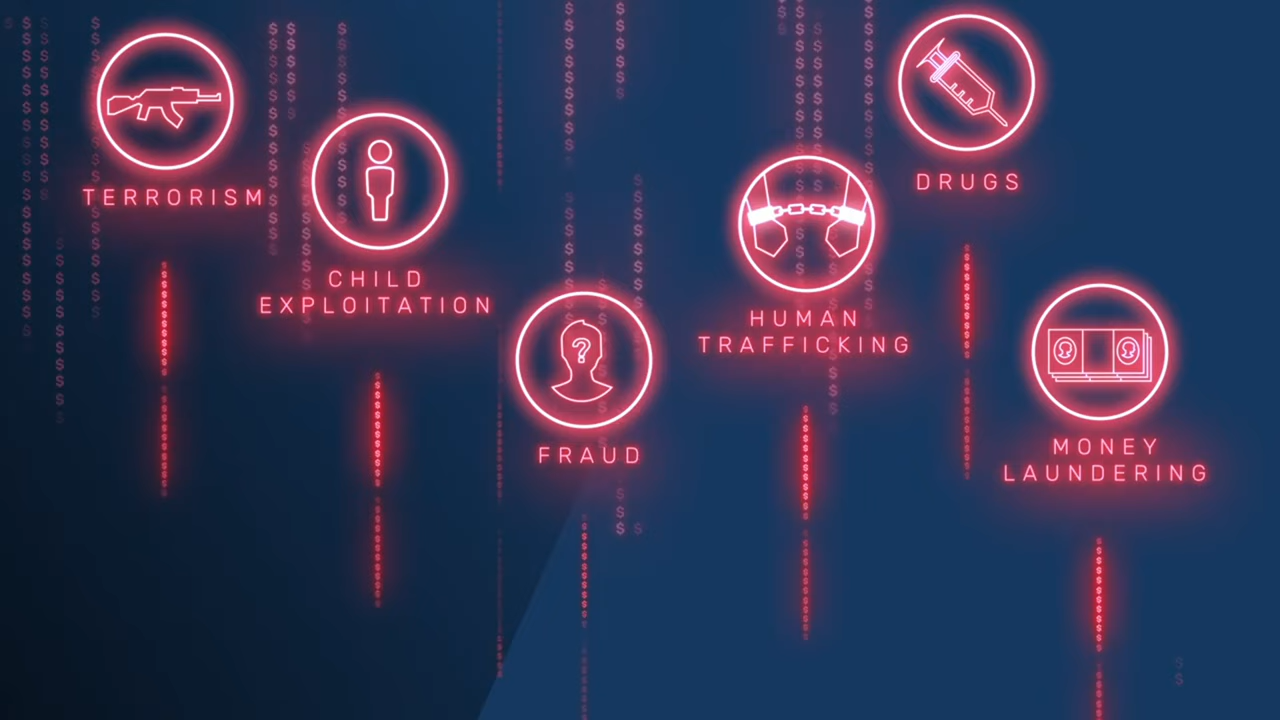 TERRORISM
CHILD
EXPLOITATION
FRAUD
HUMAN
TRAFFICKING
DRUGS
MONEY
LAUNDERING